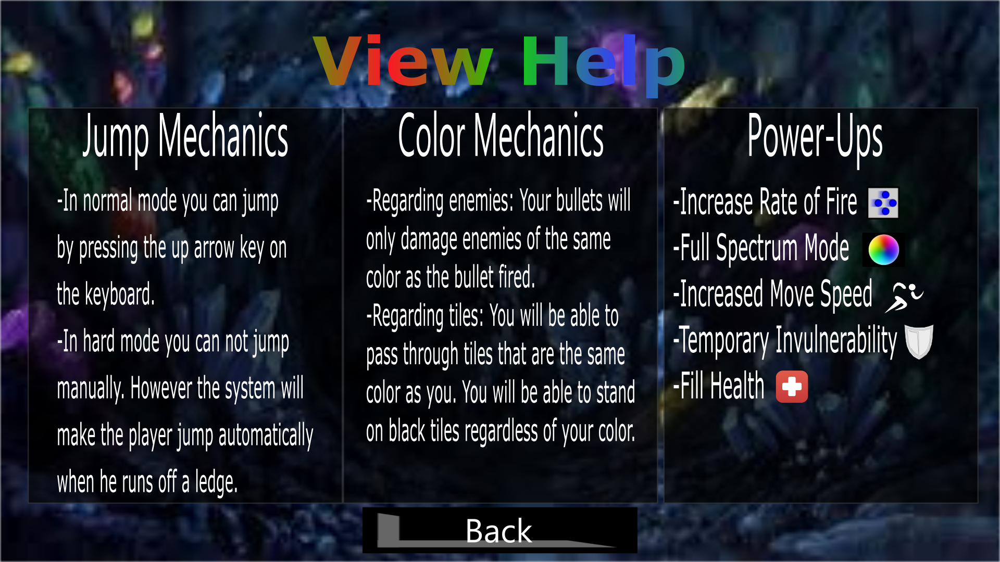 View Help
Jump Mechanics
-In normal mode you can jump
by pressing the up arrow key on
the keyboard.
-In hard mode you can not jump
manually. However the system will
make the player jump automatically
when he runs off a ledge.
Color Mechanics
-Regarding enemies: Your bullets will
only damage enemies of the same
color as the bullet fired.
-Regarding tiles: You will be able to
pass through tiles that are the same
color as you. You will be able to stand
on black tiles regardless of your color.
Power-Ups
-Increase Rate of Fire
-Full Spectrum Mode
-Increased Move Speed
-Temporary Invulnerability
-Fill Health
Back